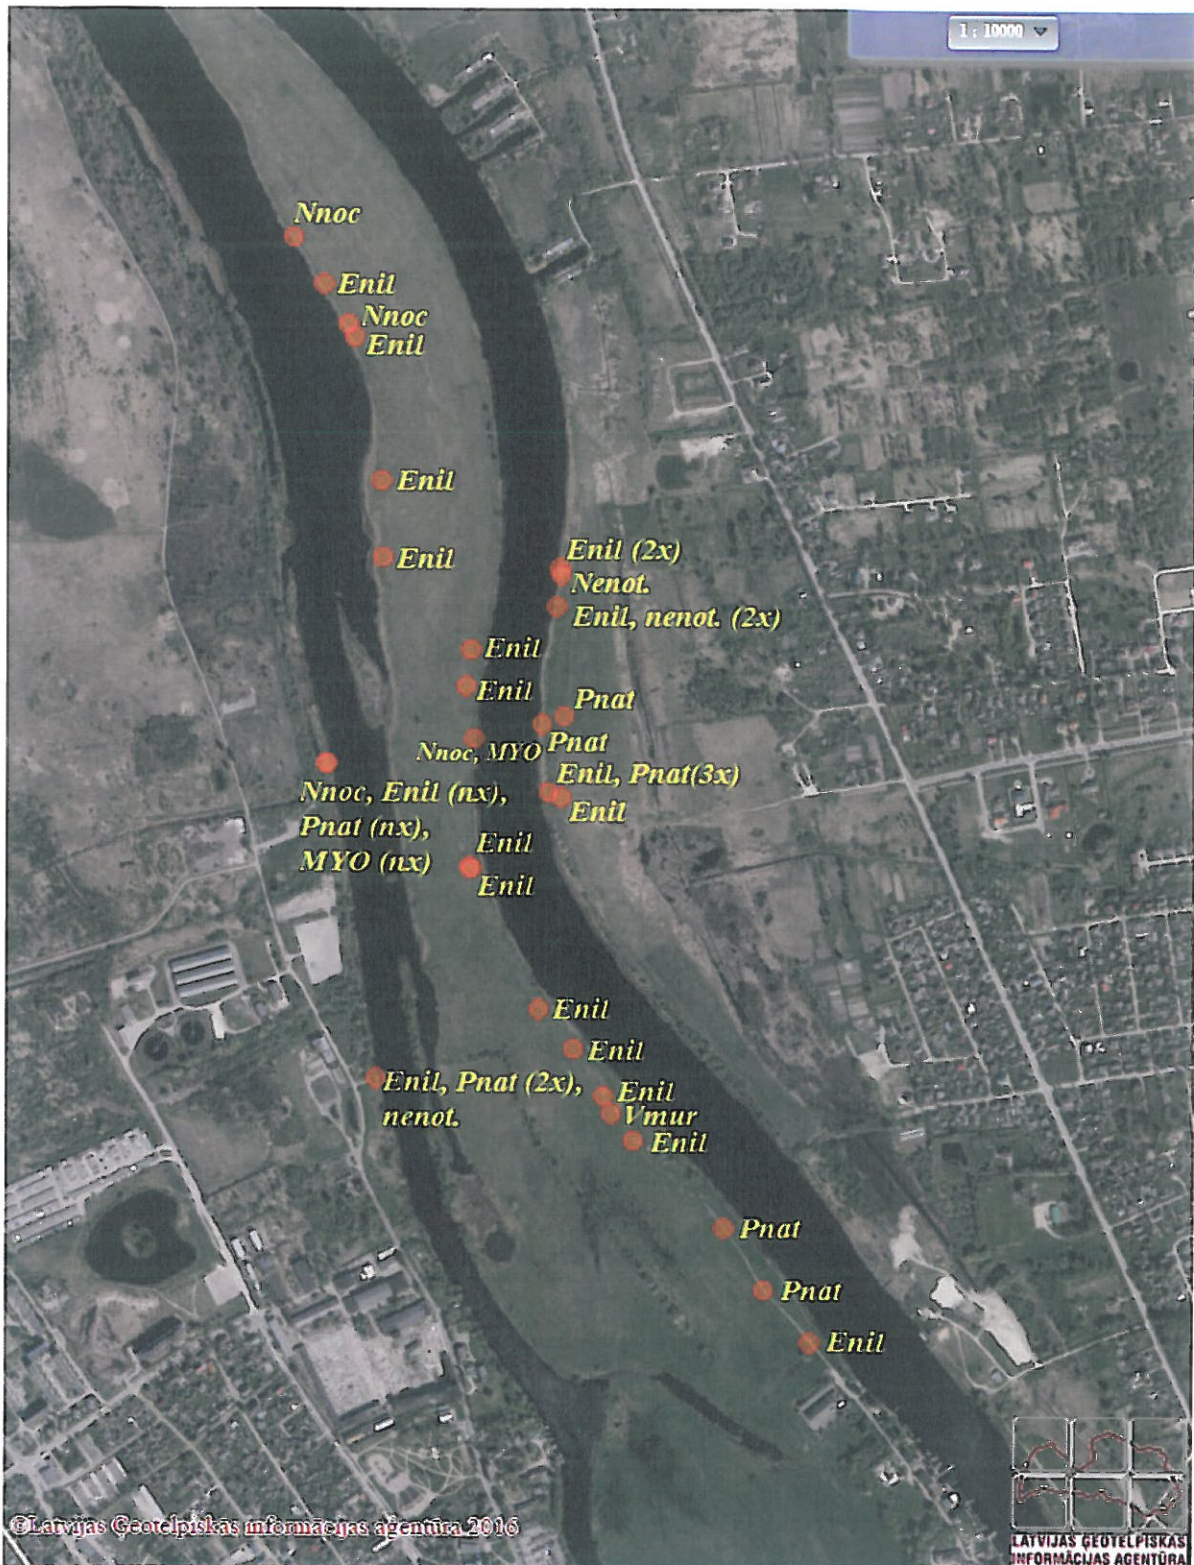 1 : 10000
Nnoc
Enil
Nnoc
Enil
Enil
Enil
Enil (2x)
Nenot.
Enil, nenot. (2x)
Enil
Enil
Pnat
Nnoc, MYO
Pnat
Enil, Pnat(3x)
Enil
Nnoc, Enil (nx),
Pnat (nx),
MYO (nx)
Enil
Enil
Enil
Enil
Enil, Pnat (2x),
nenot.
Enil
Vmur
Enil
Pnat
Pnat
Enil
©Latvijas Ģeotelpiskās informācijas aģentūra 2016
LATVIJAS ĢEOTELPISKĀS
INFORMĀCIJAS AĢENTŪRA